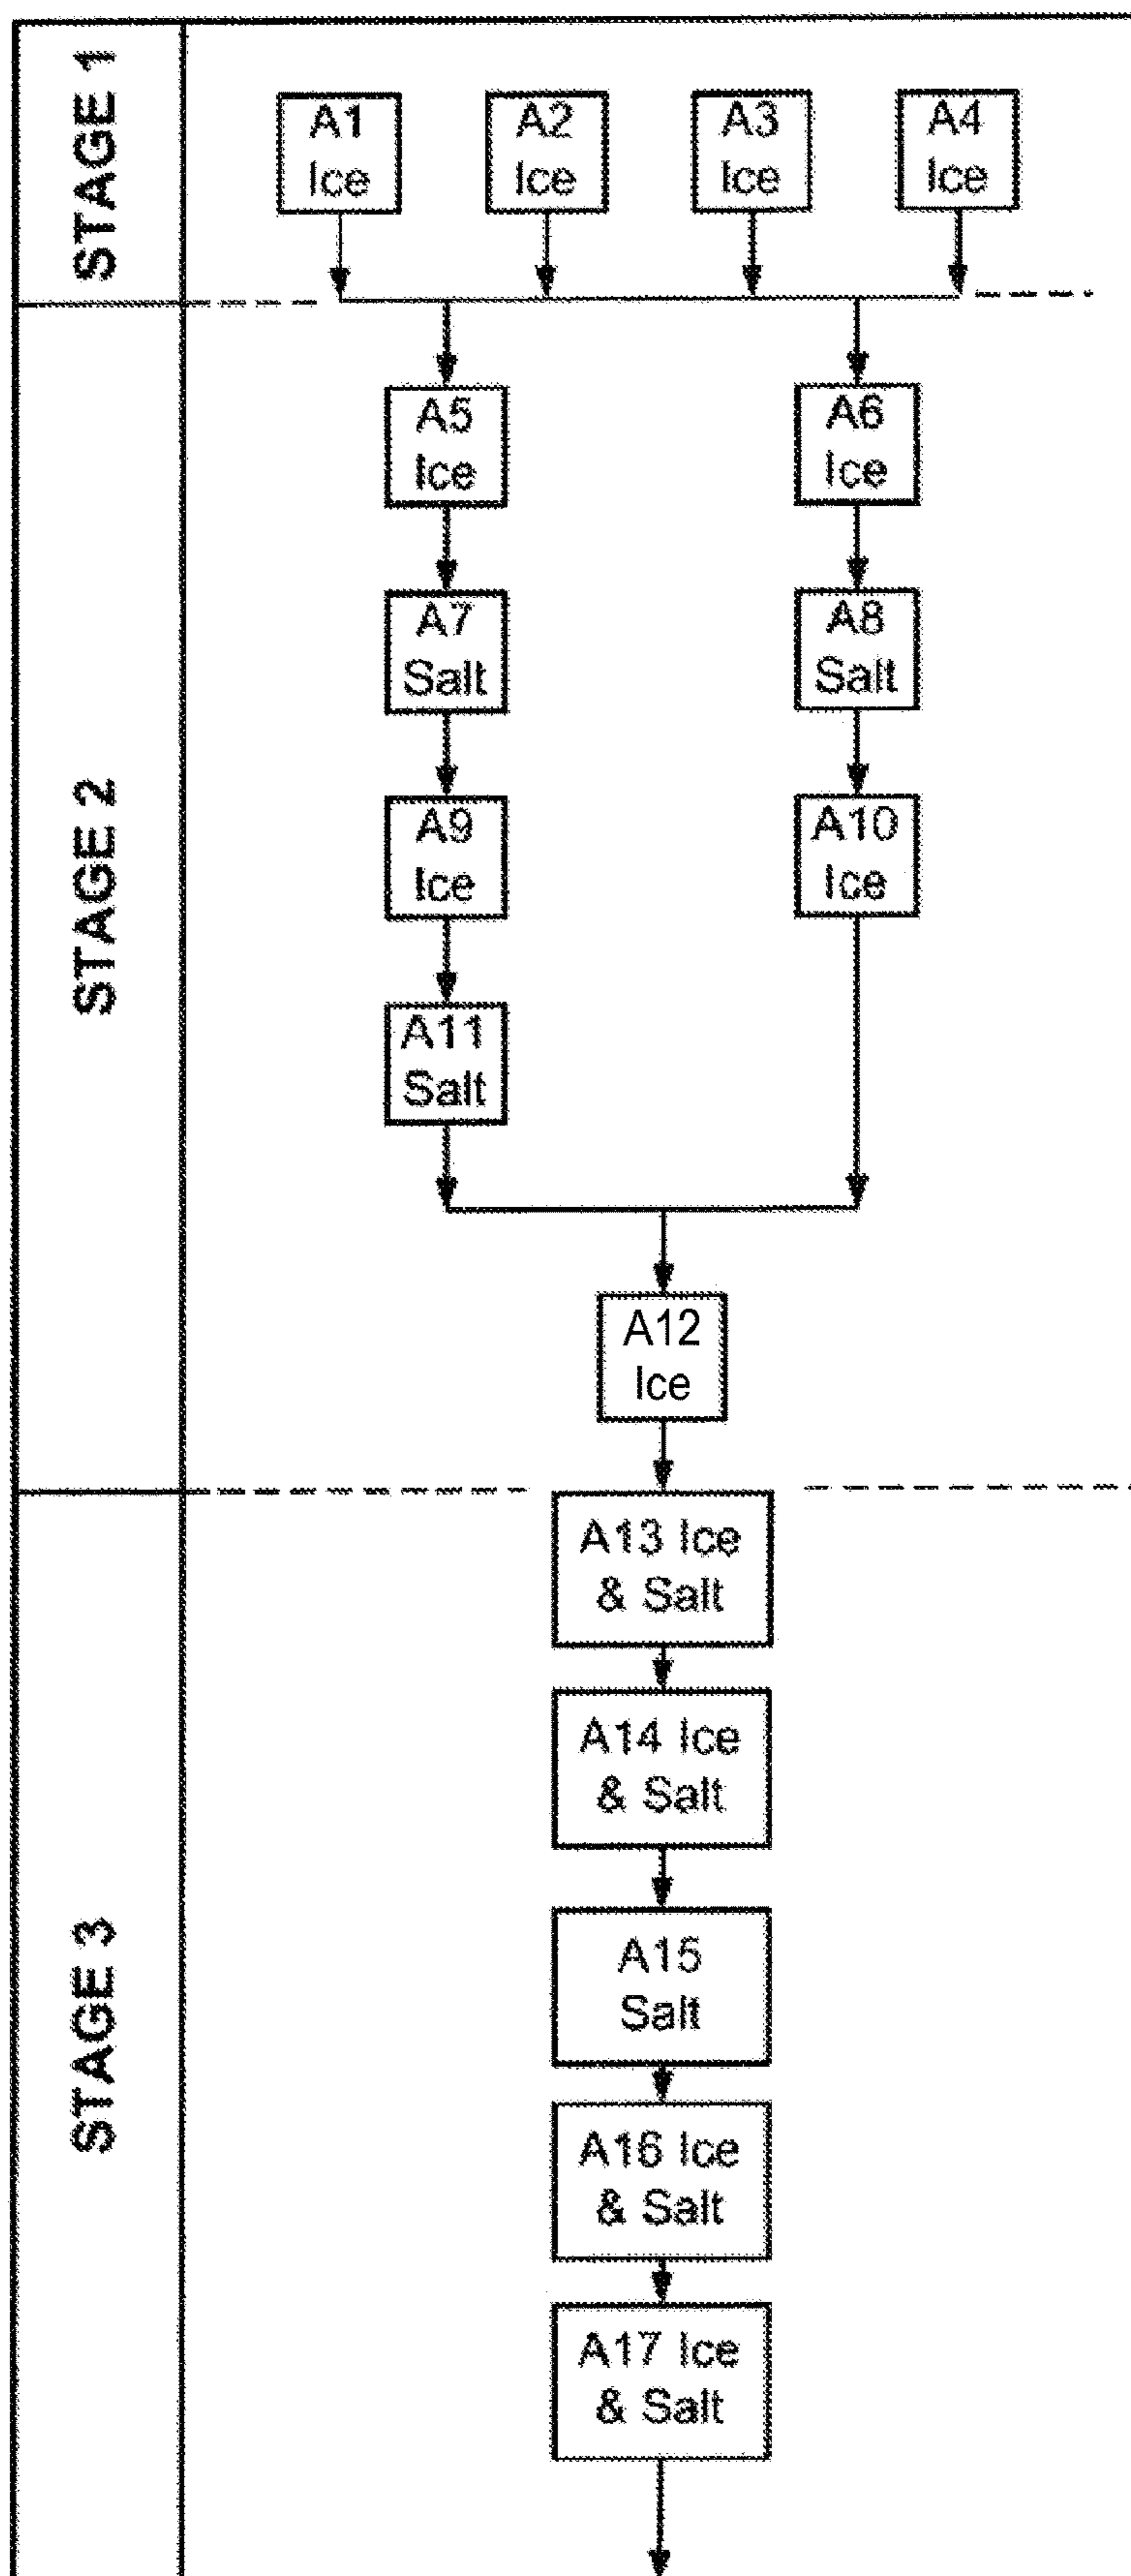 STAGE 1
A1
Ice
A2
Ice
A3
Ice
A4
Ice
STAGE 2
A5
Ice
A6
Ice
A7
Salt
A8
Salt
A9
Ice
A10
Ice
A11
Salt
A12
Ice
STAGE 3
A13 Ice
& Salt
A14 Ice
& Salt
A15
Salt
A16 Ice
& Salt
A17 Ice
& Salt